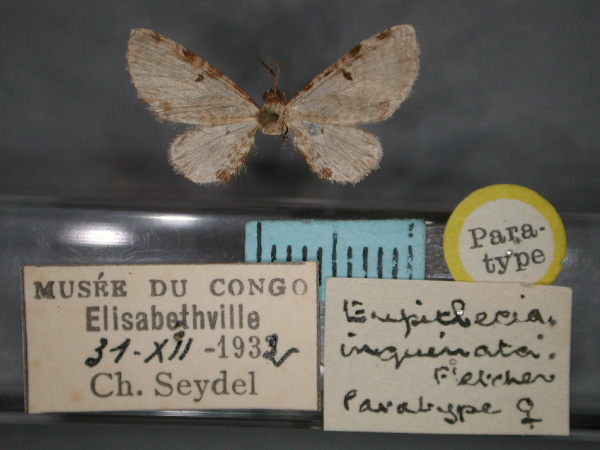 Para-
type
MUSÉE DU CONGO
Elisabethville
31-XII-1932
Ch. Seydel
Eupithecia.
inquinata.
Fletcher
Paratype ♀